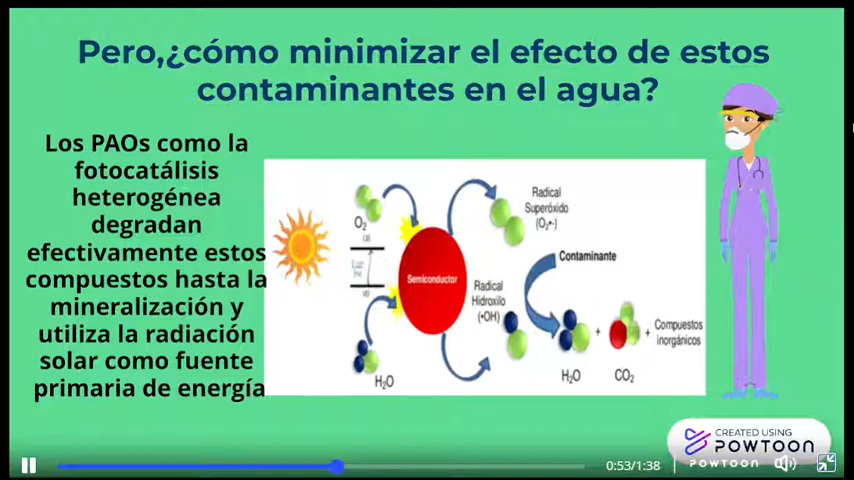 Pero,¿cómo minimizar el efecto de estos
contaminantes en el agua?
Los PAOs como la
fotocatálisis
heterogénea
degradan
efectivamente estos
compuestos hasta la
mineralización y
utiliza la radiación
solar como fuente
primaria de energía
O2
H2O
Semiconductor
Radical
Superóxido
(O2•-)
Radical
Hidroxilo
(•OH)
Contaminante
H2O
+
CO2
+
Compuestos
inorgánicos
CREATED USING
POWTOON
POWTOON
0:53/1:38